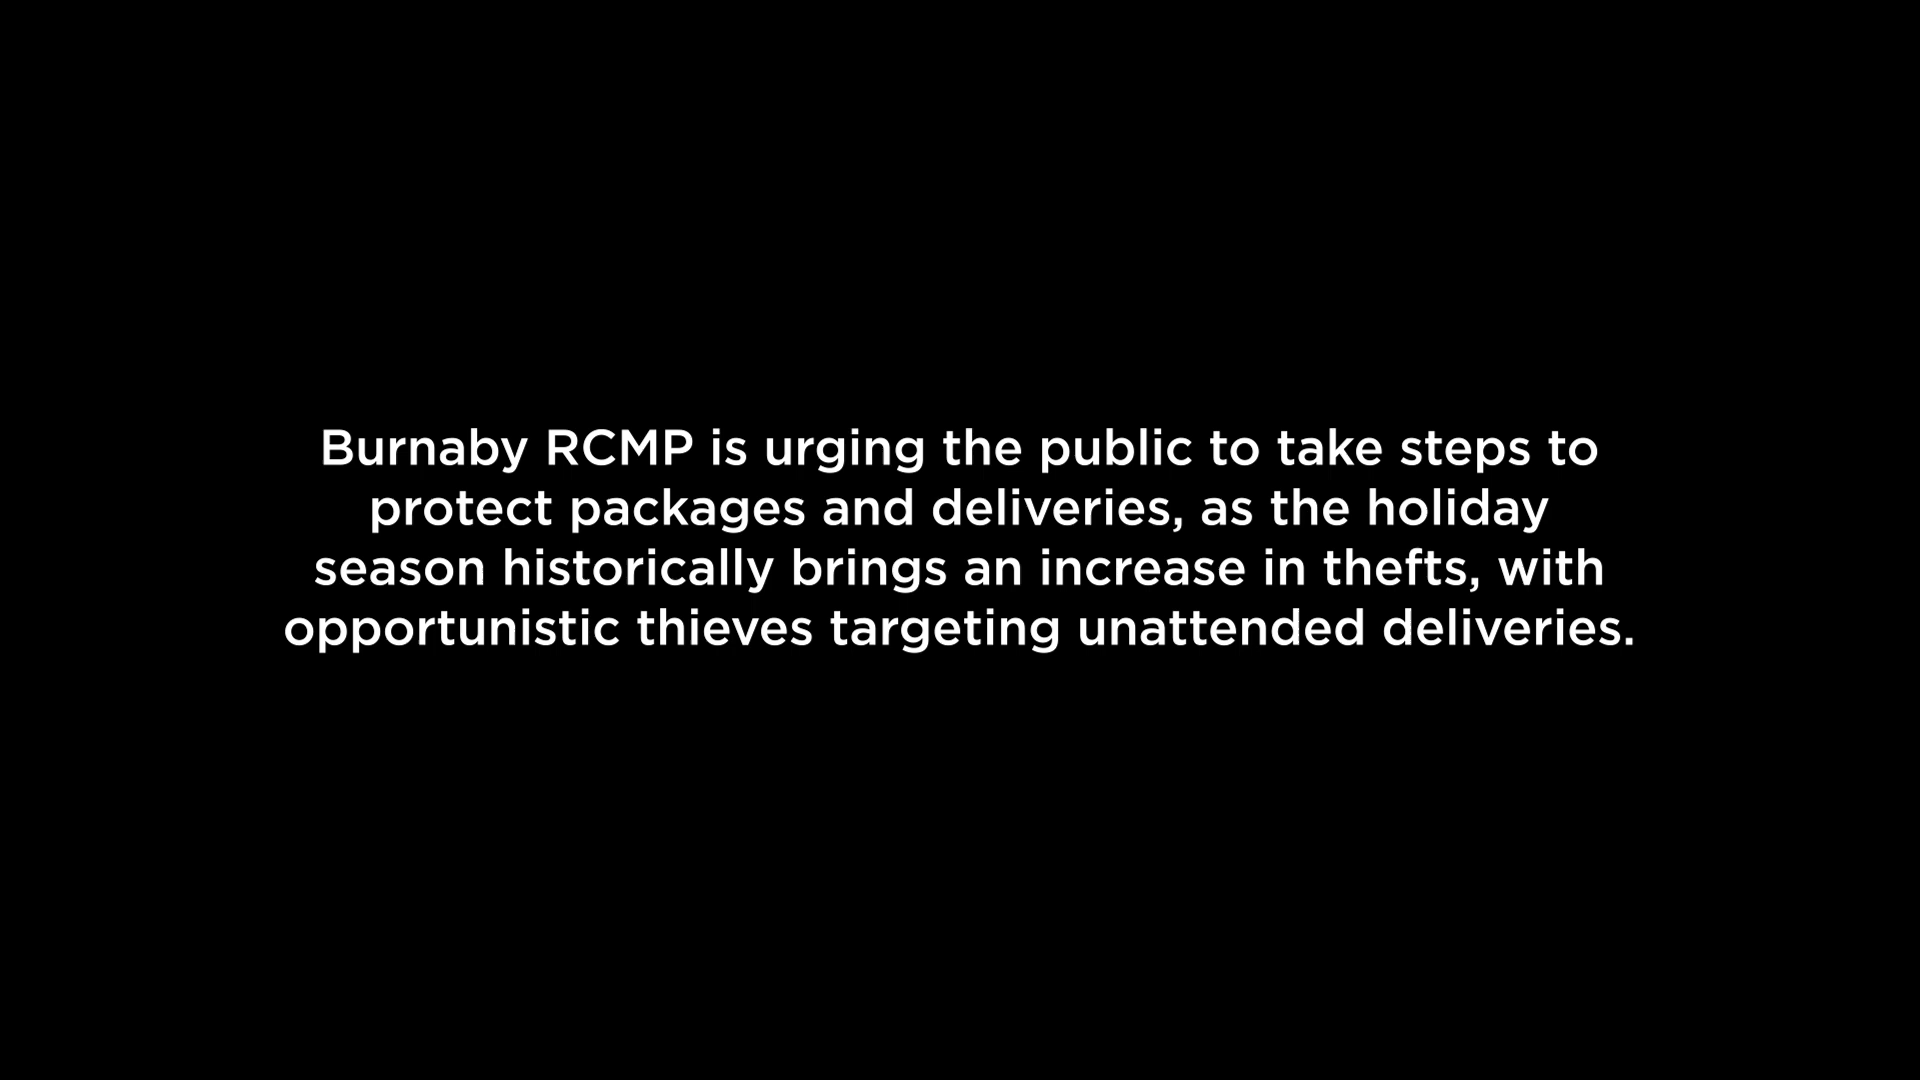 Burnaby RCMP is urging the public to take steps to
protect packages and deliveries, as the holiday
season historically brings an increase in thefts, with
opportunistic thieves targeting unattended deliveries.